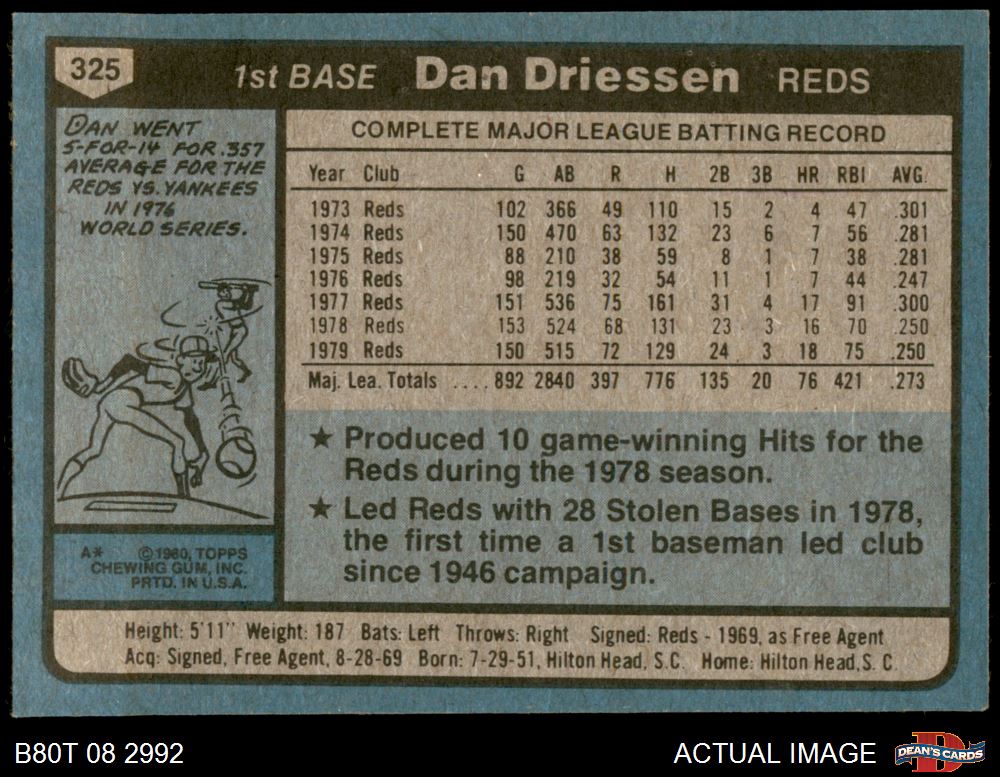 325
1st BASE Dan Driessen REDS
DAN WENT
5-FOR-14 FOR .357
AVERAGE FOR THE
REDS VS. YANKEES
IN 1976
WORLD SERIES.
COMPLETE MAJOR LEAGUE BATTING RECORD
Year Club G AB R H 2B 3B HR RBI AVG.
1973 Reds 102 366 49 110 15 2 4 47 .301
1974 Reds 150 470 63 132 23 6 7 56 .281
1975 Reds 88 210 38 59 8 1 7 38 .281
1976 Reds 98 219 32 54 11 1 7 44 .247
1977 Reds 151 536 75 161 31 4 17 91 .300
1978 Reds 153 524 68 131 23 3 16 70 .250
1979 Reds 150 515 72 129 24 3 18 75 .250
Maj. Lea. Totals .... 892 2840 397 776 135 20 76 421 .273
★ Produced 10 game-winning Hits for the
Reds during the 1978 season.
★ Led Reds with 28 Stolen Bases in 1978,
the first time a 1st baseman led club
since 1946 campaign.
A* © 1980, TOPPS
CHEWING GUM, INC.
PRTD. IN U.S.A.
Height: 5'11" Weight: 187 Bats: Left Throws: Right Signed: Reds - 1969, as Free Agent
Acq: Signed, Free Agent, 8-28-69 Born: 7-29-51, Hilton Head, S.C. Home: Hilton Head, S. C.
B80T 08 2992 ACTUAL IMAGE
D
DEAN'S CARDS